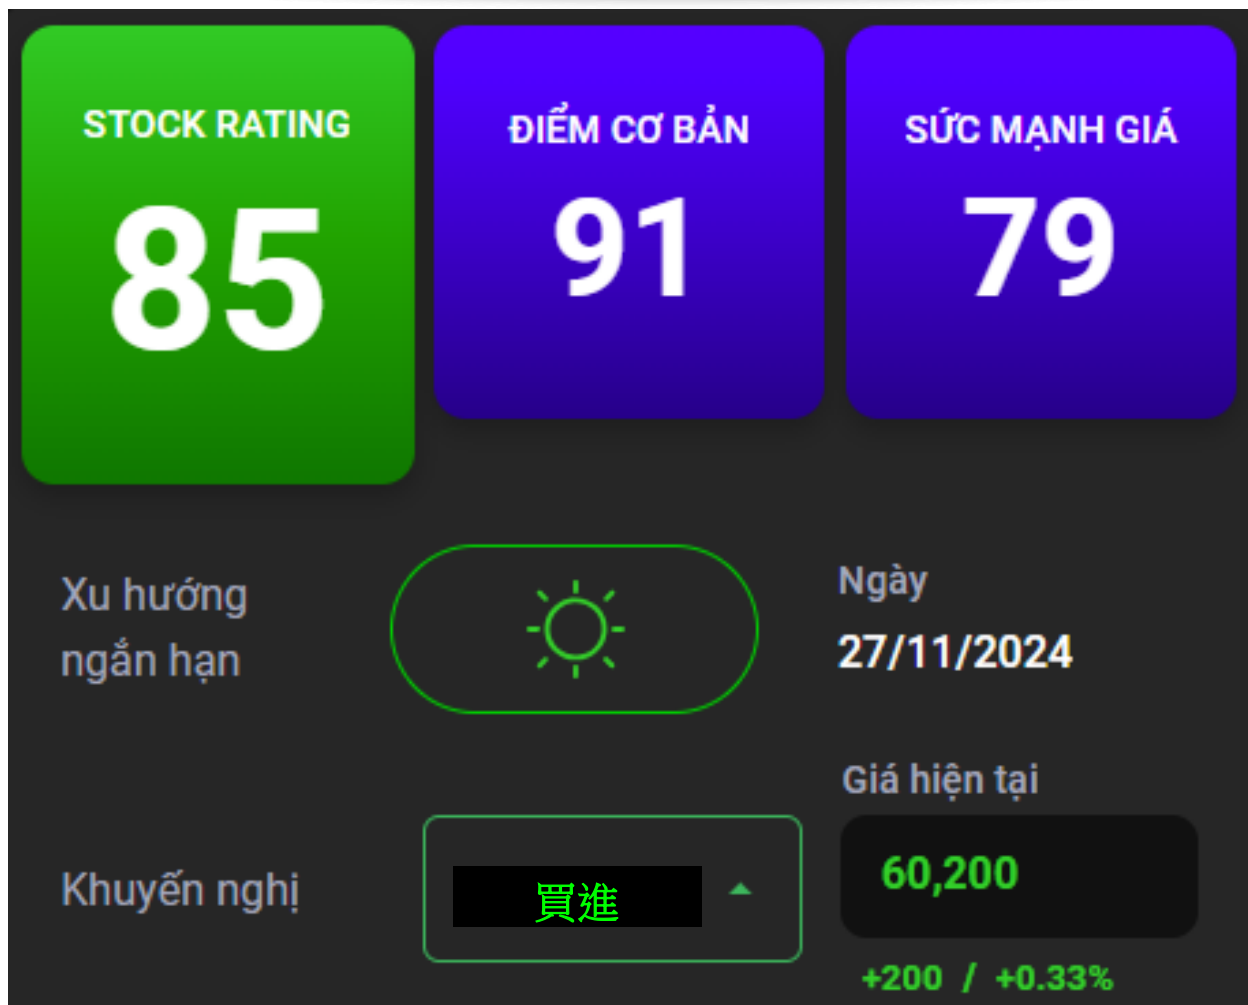 STOCK RATING
85
ĐIỂM CƠ BẢN
91
SỨC MẠNH GIÁ
79
Xu hướng
ngắn hạn
Ngày
27/11/2024
Khuyến nghị
買進
Giá hiện tại
60,200
+200 / +0.33%